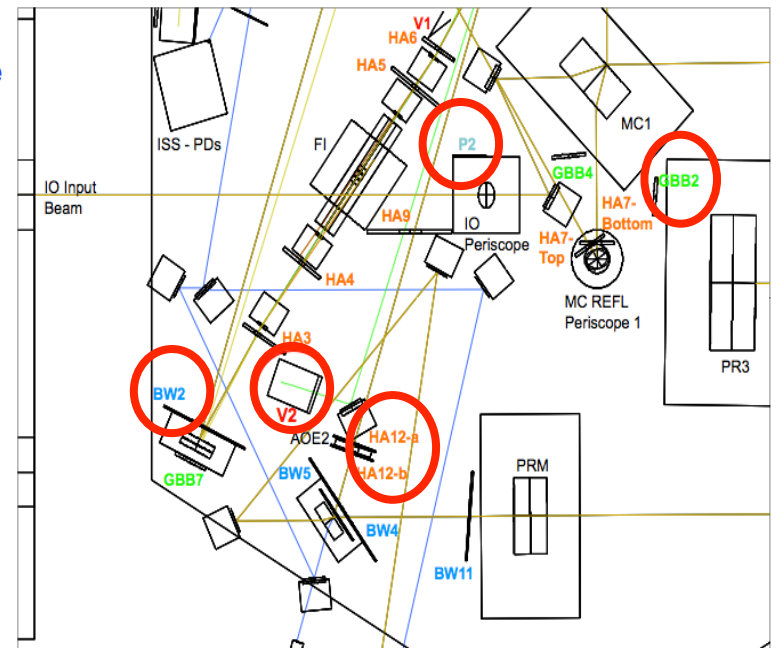 e
V1
HA6
HA5
MC1
ISS - PDs
FI
P2
GBB4
GBB2
IO Input
Beam
HA7-
Bottom
HA9
IO
Periscope
HA7-
Top
HA4
MC REFL
Periscope 1
HA3
PR3
BW2
V2
AOE2
HA12-a
HA12-b
GBB7
BW5
PRM
BW4
BW11